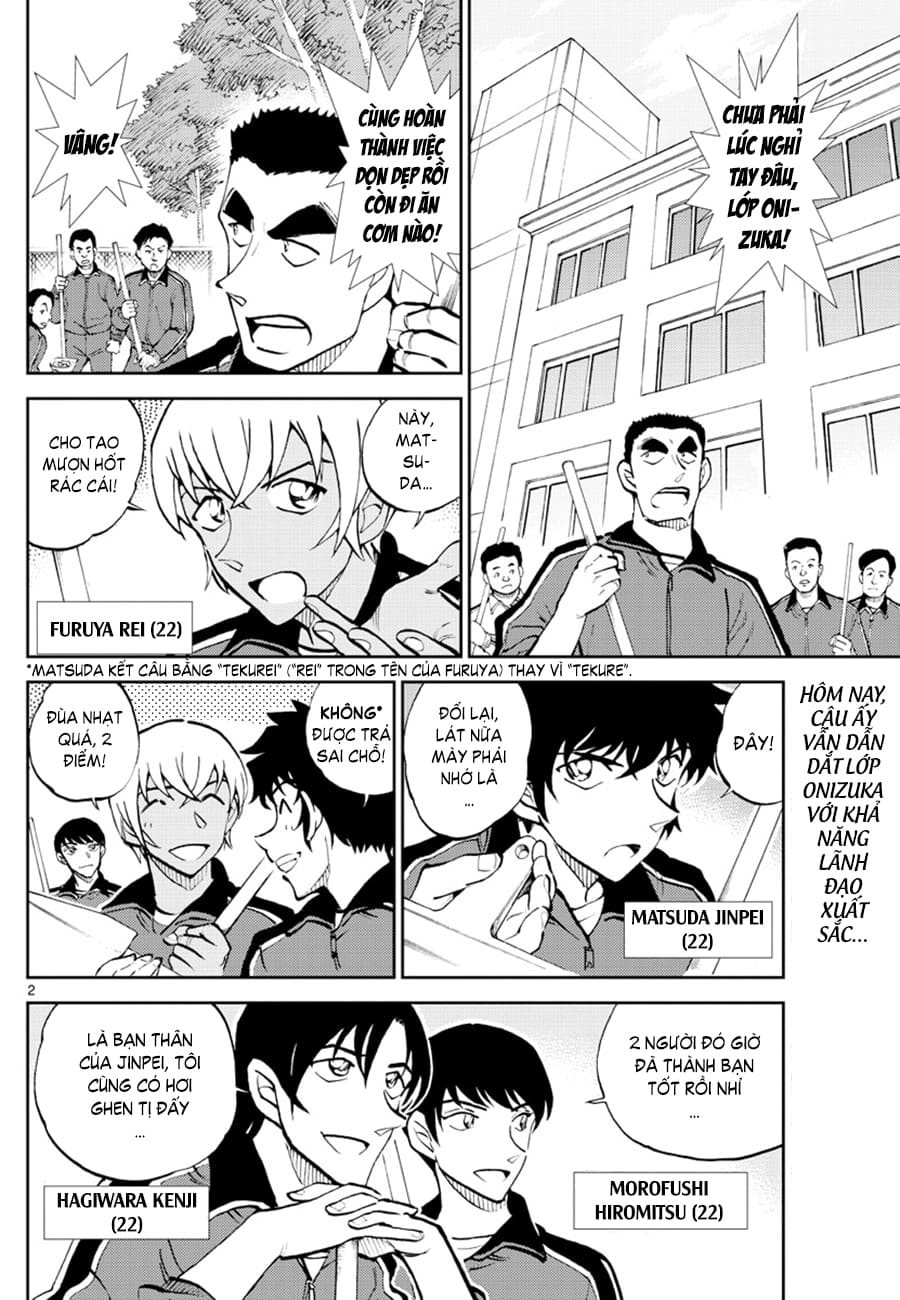 CHƯA PHẢI
LÚC NGHỈ
TAY ĐÂU,
LỚP ONI-
ZUKA!
CÙNG HOÀN
THÀNH VIỆC
DỌN DẸP RỒI
CÒN ĐI ĂN
CƠM NÀO!
VÂNG!
NÀY,
MAT-
SU-
DA...
CHO TAO
MƯỢN HỐT
RÁC CÁI!
FURUYA REI (22)
*MATSUDA KẾT CÂU BẰNG "TEKUREI" ("REI" TRONG TÊN CỦA FURUYA) THAY VÌ "TEKURE".
HÔM NAY,
CẬU ẤY
VẪN DẪN
DẮT LỚP
ONIZUKA
VỚI KHẢ
NĂNG
LÃNH
ĐẠO
XUẤT
SẮC...
ĐÂY!
ĐỔI LẠI,
LÁT NỮA
MÀY PHẢI
NHỚ LÀ
...
MATSUDA JINPEI
(22)
KHÔNG*
ĐƯỢC TRẢ
SAI CHỖ!
ĐÙA NHẠT
QUÁ, 2
ĐIỂM!
2
2 NGƯỜI ĐÓ GIỜ
ĐÃ THÀNH BẠN
TỐT RỒI NHỈ
...
MOROFUSHI
HIROMITSU (22)
LÀ BẠN THÂN
CỦA JINPEI, TÔI
CŨNG CÓ HƠI
GHEN TỊ ĐẤY
...
HAGIWARA KENJI
(22)